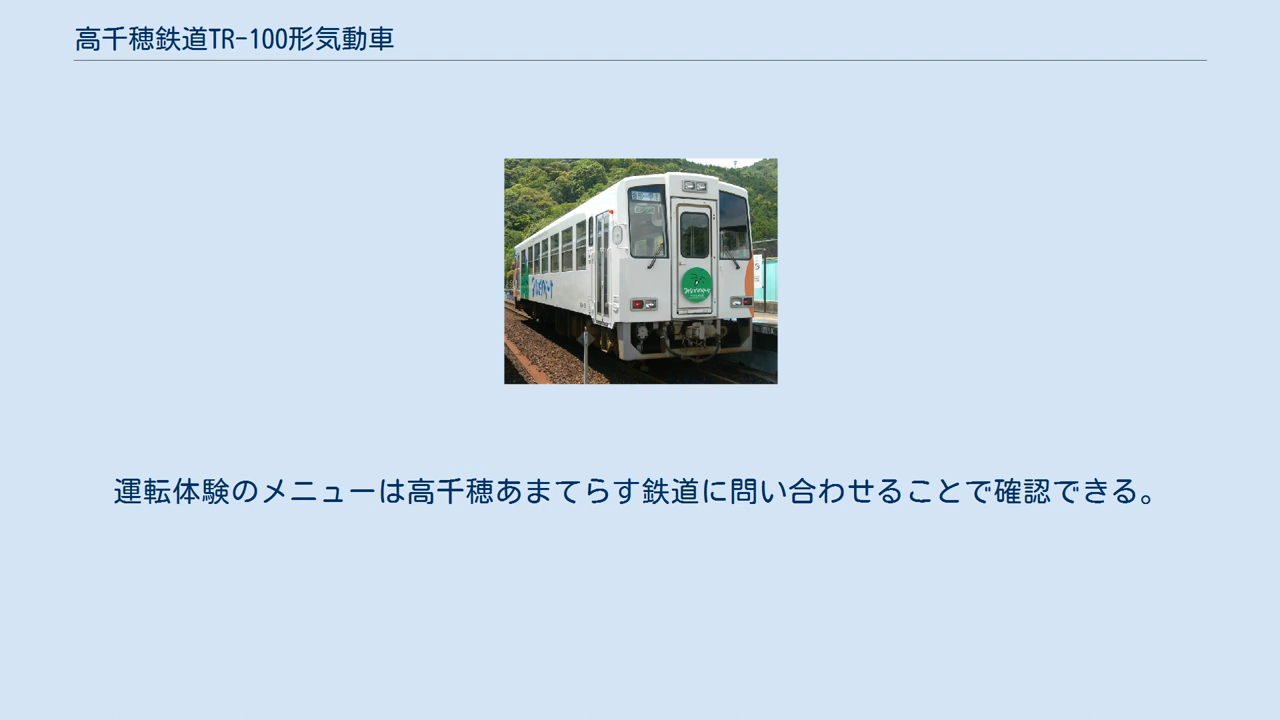 高千穂鉄道TR-100形気動車
運転体験のメニューは高千穂あまてらす鉄道に問い合わせることで確認できる。